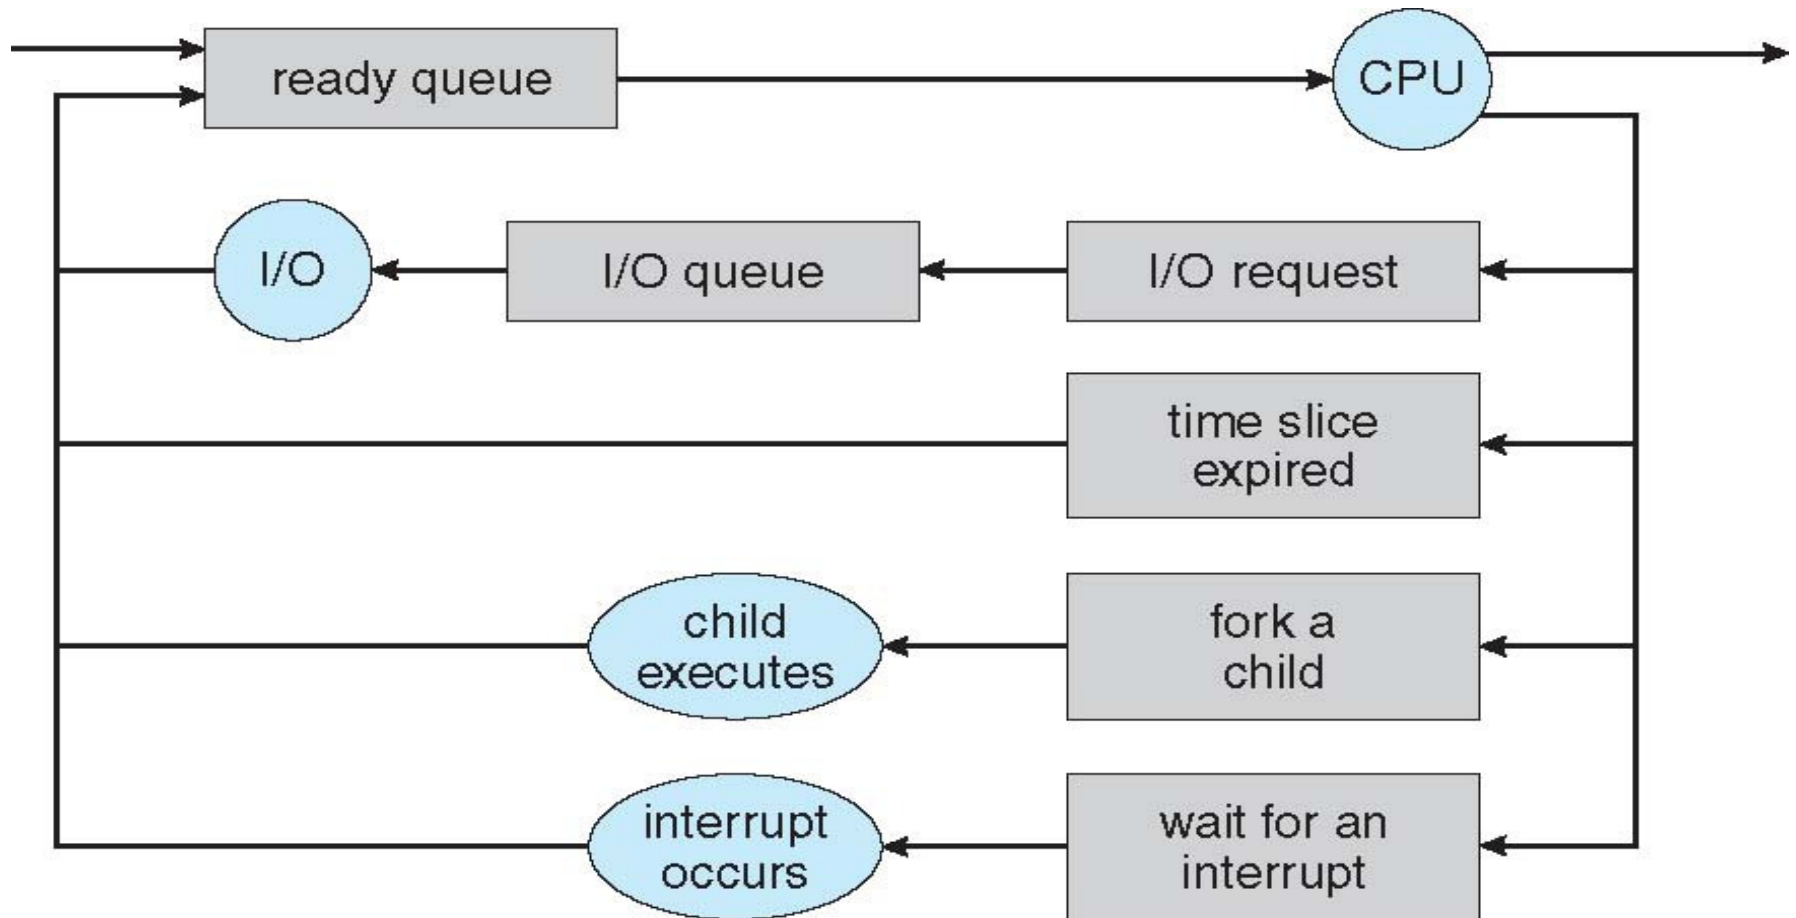 ready queue
CPU
I/O
I/O queue
I/O request
time slice
expired
child
executes
fork a
child
interrupt
occurs
wait for an
interrupt